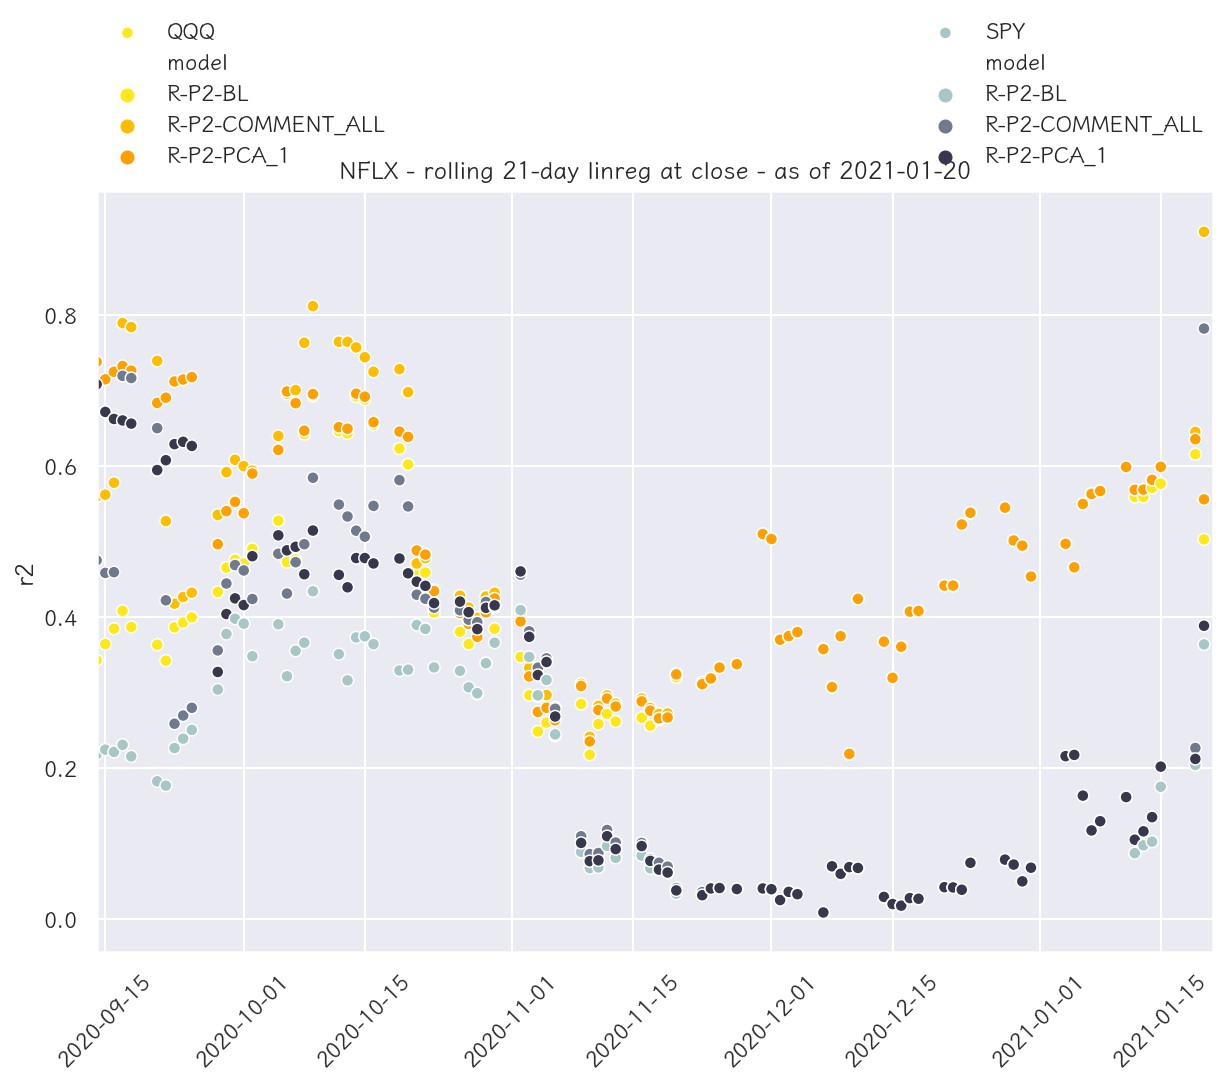 QQQ
model
R-P2-BL
R-P2-COMMENT_ALL
R-P2-PCA_1
SPY
model
R-P2-BL
R-P2-COMMENT_ALL
R-P2-PCA_1
NFLX - rolling 21-day linreg at close - as of 2021-01-20
r2
0.8
0.6
0.4
0.2
0.0
2020-09-15
2020-10-01
2020-10-15
2020-11-01
2020-11-15
2020-12-01
2020-12-15
2021-01-01
2021-01-15